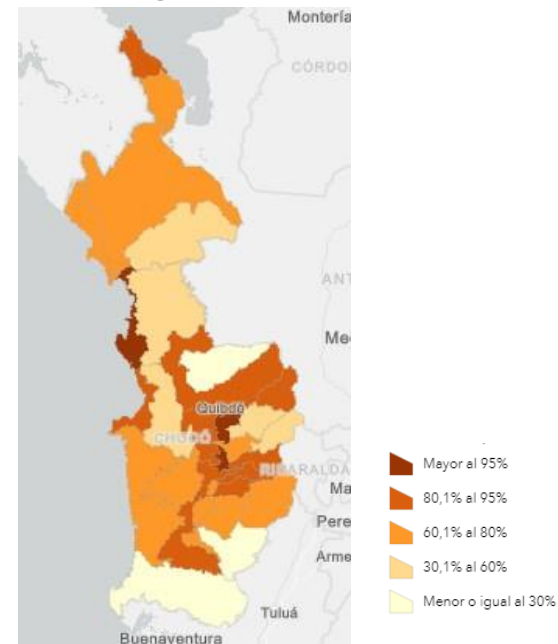 Montería
CÓRDO
ANT
Me
Quibdó
CHOCÓ
RISARALDA
Ma
Pere
Arme
Tuluá
Buenaventura
Mayor al 95%
80,1% al 95%
60,1% al 80%
30,1% al 60%
Menor o igual al 30%